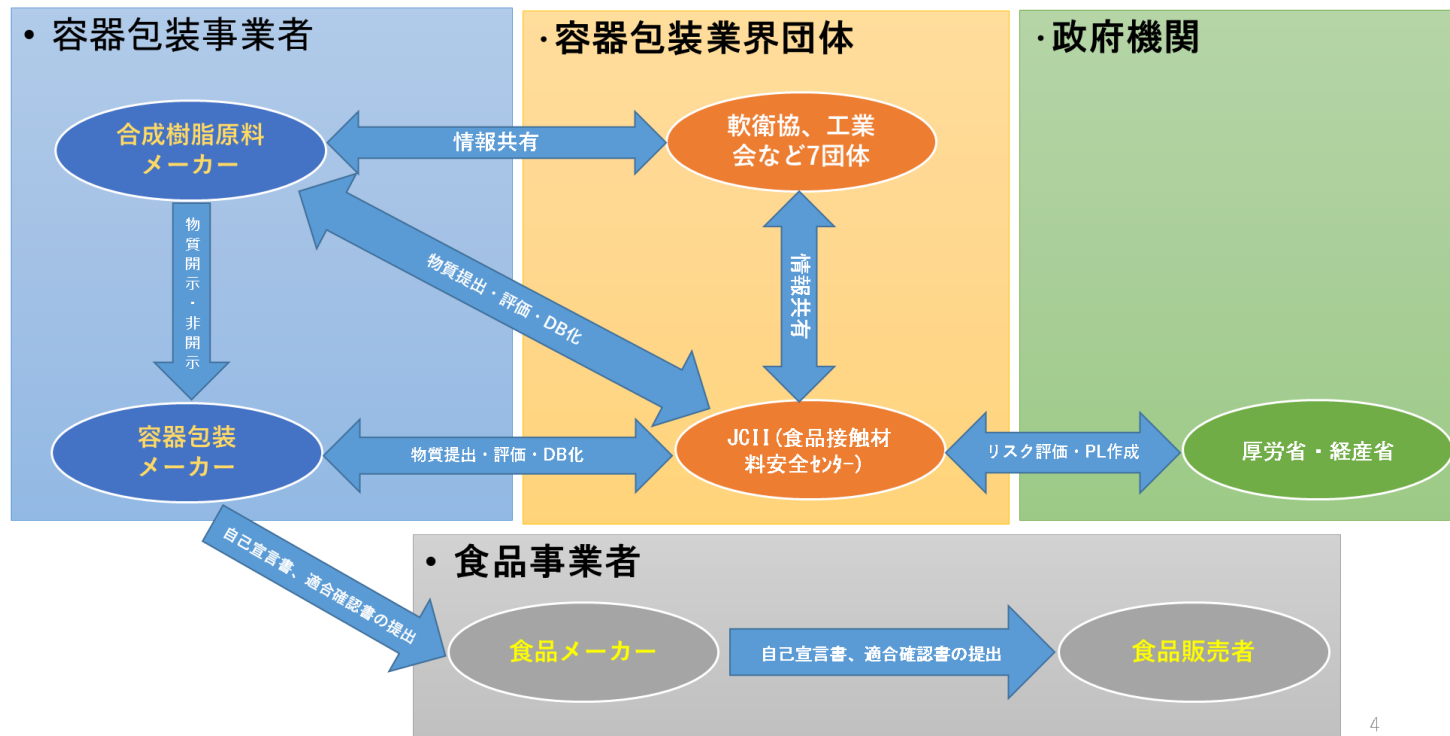 • 容器包装事業者
・容器包装業界団体
・政府機関
合成樹脂原料
メーカー
情報共有
軟衛協、工業
会など7団体
物質開示・非開示
物質提出・評価・DB化
情報共有
容器包装
メーカー
物質提出・評価・DB化
JCII(食品接触材
料安全ｾﾝﾀｰ)
リスク評価・PL作成
厚労省・経産省
自己宣言書、適合確認書の提出
• 食品事業者
食品メーカー
自己宣言書、適合確認書の提出
食品販売者
4